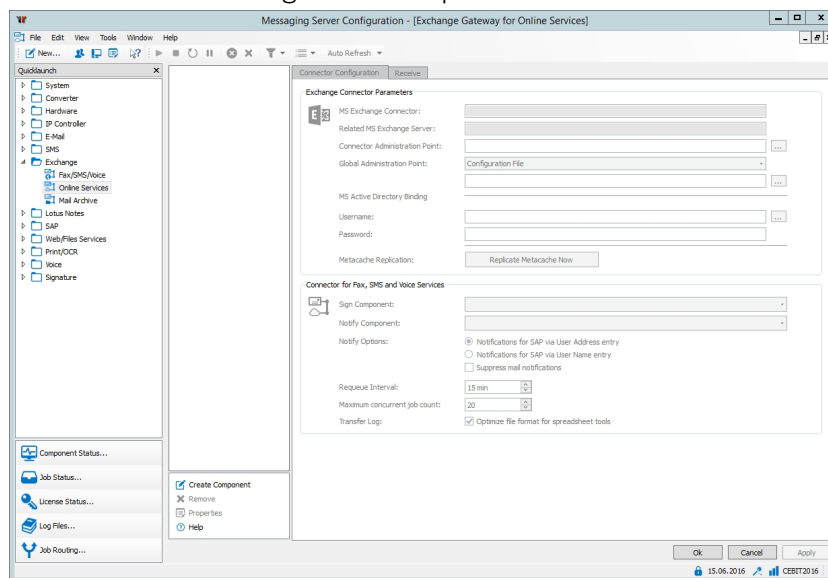 Messaging Server Configuration - [Exchange Gateway for Online Services]
File Edit View Tools Window Help
New... Auto Refresh
Quicklaunch
System
Converter
Hardware
IP Controller
E-Mail
SMS
Exchange
Fax/SMS/Voice
Online Services
Mail Archive
Lotus Notes
SAP
Web/Files Services
Print/OCR
Voice
Signature
Component Status...
Job Status...
License Status...
Log Files...
Job Routing...
Create Component
Remove
Properties
Help
Connector Configuration Receive
Exchange Connector Parameters
MS Exchange Connector:
Related MS Exchange Server:
Connector Administration Point: ...
Global Administration Point: Configuration File
...
MS Active Directory Binding
Username: ...
Password:
Metacache Replication: Replicate Metacache Now
Connector for Fax, SMS and Voice Services
Sign Component:
Notify Component:
Notify Options: Notifications for SAP via User Address entry
Notifications for SAP via User Name entry
Suppress mail notifications
Requeue Interval: 15 min
Maximum concurrent job count: 20
Transfer Log: Optimize file format for spreadsheet tools
Ok Cancel Apply
15.06.2016 CEBIT2016